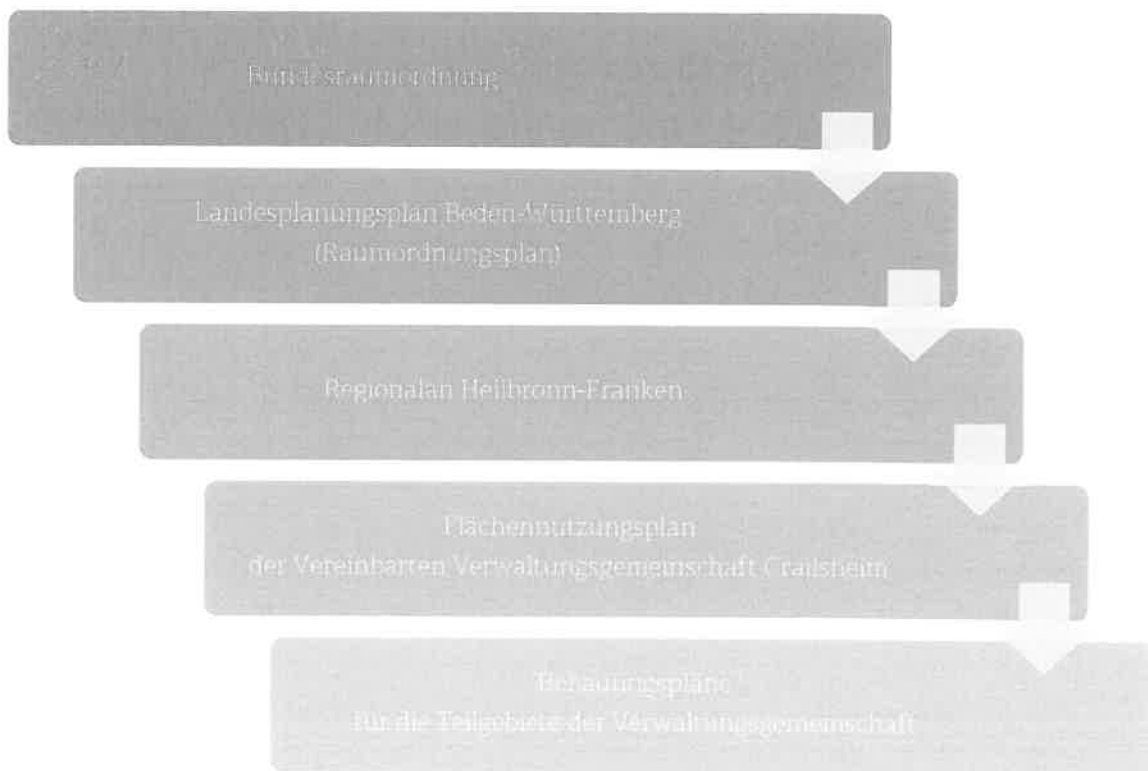 Bundesraumordnung
Landesplanungsplan Beden-Württemberg
(Raumordnungsplan)
Regionalan Heilbronn-Franken
Flächennutzungsplan
der Vereinbarten Verwaltungsgemeinschaft Crailsheim
Bebauungspläne
für die Teilgebiete der Verwaltungsgemeinschaft